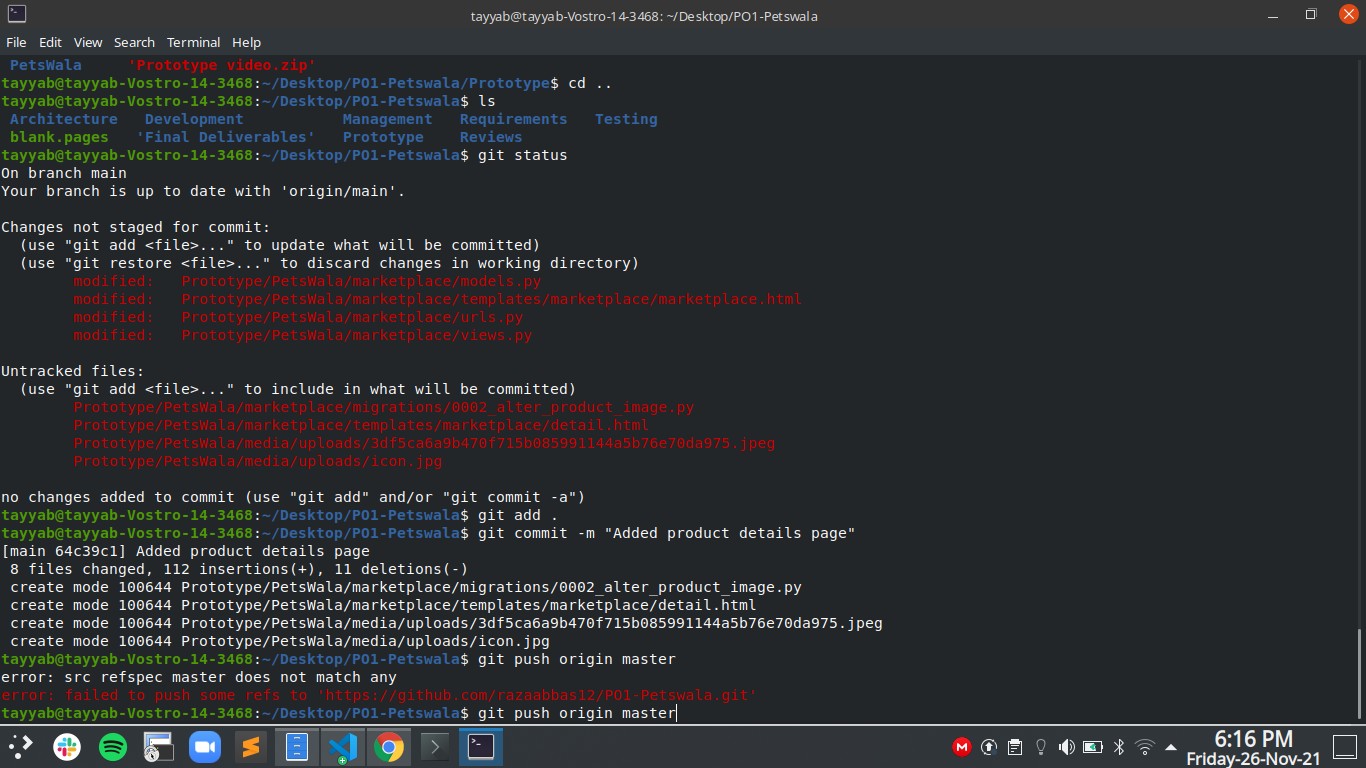 tayyab@tayyab-Vostro-14-3468: ~/Desktop/PO1-Petswala
File Edit View Search Terminal Help
PetsWala 'Prototype video.zip'
tayyab@tayyab-Vostro-14-3468:~/Desktop/PO1-Petswala/Prototype$ cd ..
tayyab@tayyab-Vostro-14-3468:~/Desktop/PO1-Petswala$ ls
Architecture Development Management Requirements Testing
blank.pages 'Final Deliverables' Prototype Reviews
tayyab@tayyab-Vostro-14-3468:~/Desktop/PO1-Petswala$ git status
On branch main
Your branch is up to date with 'origin/main'.
Changes not staged for commit:
(use "git add <file>..." to update what will be committed)
(use "git restore <file>..." to discard changes in working directory)
modified: Prototype/PetsWala/marketplace/models.py
modified: Prototype/PetsWala/marketplace/templates/marketplace/marketplace.html
modified: Prototype/PetsWala/marketplace/urls.py
modified: Prototype/PetsWala/marketplace/views.py
Untracked files:
(use "git add <file>..." to include in what will be committed)
Prototype/PetsWala/marketplace/migrations/0002_alter_product_image.py
Prototype/PetsWala/marketplace/templates/marketplace/detail.html
Prototype/PetsWala/media/uploads/3df5ca6a9b470f715b085991144a5b76e70da975.jpeg
Prototype/PetsWala/media/uploads/icon.jpg
no changes added to commit (use "git add" and/or "git commit -a")
tayyab@tayyab-Vostro-14-3468:~/Desktop/PO1-Petswala$ git add .
tayyab@tayyab-Vostro-14-3468:~/Desktop/PO1-Petswala$ git commit -m "Added product details page"
[main 64c39c1] Added product details page
8 files changed, 112 insertions(+), 11 deletions(-)
create mode 100644 Prototype/PetsWala/marketplace/migrations/0002_alter_product_image.py
create mode 100644 Prototype/PetsWala/marketplace/templates/marketplace/detail.html
create mode 100644 Prototype/PetsWala/media/uploads/3df5ca6a9b470f715b085991144a5b76e70da975.jpeg
create mode 100644 Prototype/PetsWala/media/uploads/icon.jpg
tayyab@tayyab-Vostro-14-3468:~/Desktop/PO1-Petswala$ git push origin master
error: src refspec master does not match any
error: failed to push some refs to 'https://github.com/razaabbas12/PO1-Petswala.git'
tayyab@tayyab-Vostro-14-3468:~/Desktop/PO1-Petswala$ git push origin master
6:16 PM
Friday-26-Nov-21